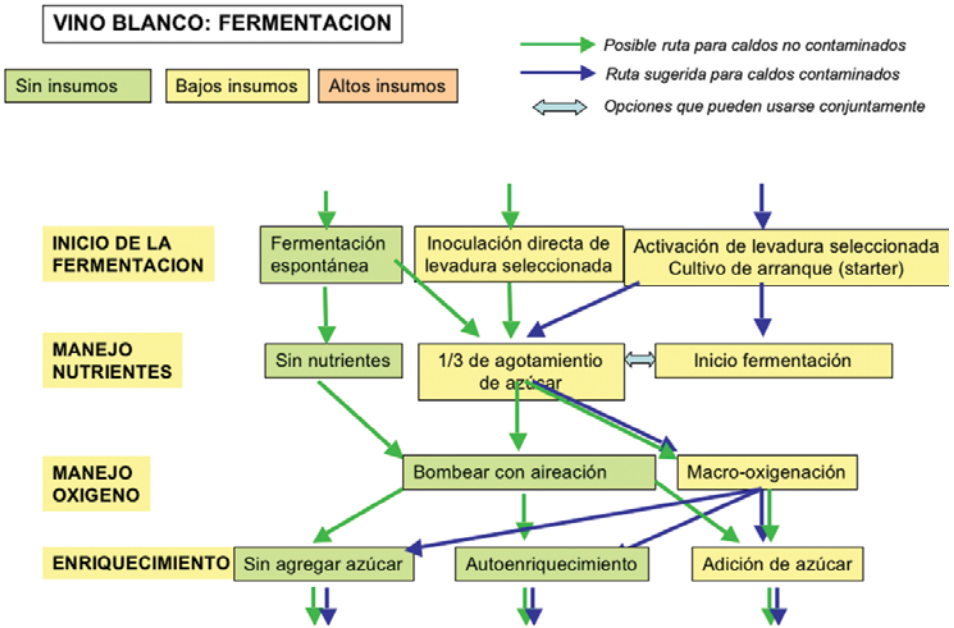 VINO BLANCO: FERMENTACION
Posible ruta para caldos no contaminados
Sin insumos
Bajos insumos
Altos insumos
Ruta sugerida para caldos contaminados
Opciones que pueden usarse conjuntamente
INICIO DE LA
FERMENTACION
Fermentación
espontánea
Inoculación directa de
levadura seleccionada
Activación de levadura seleccionada
Cultivo de arranque (starter)
MANEJO
NUTRIENTES
Sin nutrientes
1/3 de agotamientio
de azúcar
Inicio fermentación
MANEJO
OXIGENO
Bombear con aireación
Macro-oxigenación
ENRIQUECIMIENTO
Sin agregar azúcar
Autoenriquecimiento
Adición de azúcar